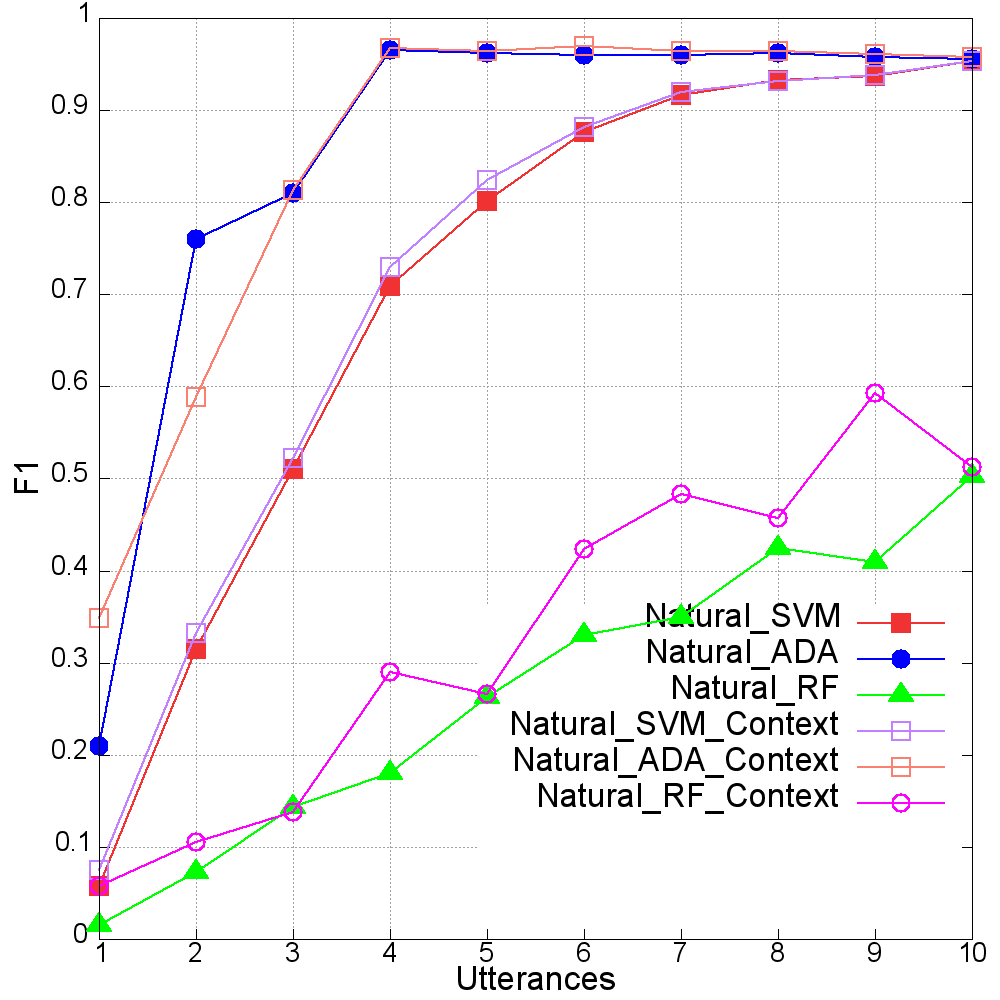 1
0.9
0.8
0.7
0.6
0.5
0.4
0.3
0.2
0.1
0
F1
Natural_SVM
Natural_ADA
Natural_RF
Natural_SVM_Context
Natural_ADA_Context
Natural_RF_Context
1 2 3 4 5 6 7 8 9 10
Utterances